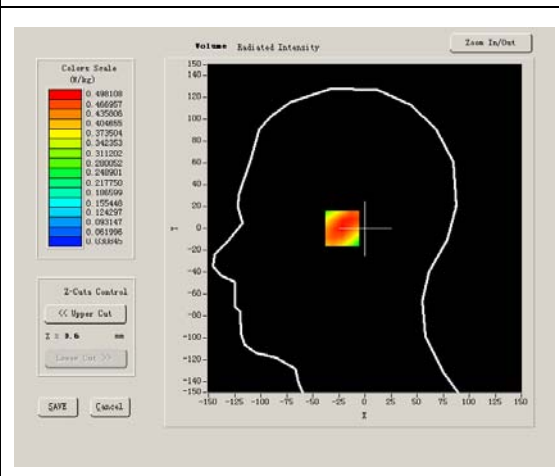 Volume Radiated Intensity
Zoom In/Out
Colors Scale
(W/kg)
0.498108
0.466957
0.435806
0.404655
0.373504
0.342353
0.311202
0.280052
0.248901
0.217750
0.186599
0.155448
0.124297
0.093147
0.061996
0.030845
Z-Cuts Control
<< Upper Cut
Z = 9.6 mm
Lower Cut >>
SAVE
Cancel
150
140
120
100
80
60
40
20
0
-20
-40
-60
-80
-100
-120
-140
-150
Y
-150 -125 -100 -75 -50 -25 0 25 50 75 100 125 150
X